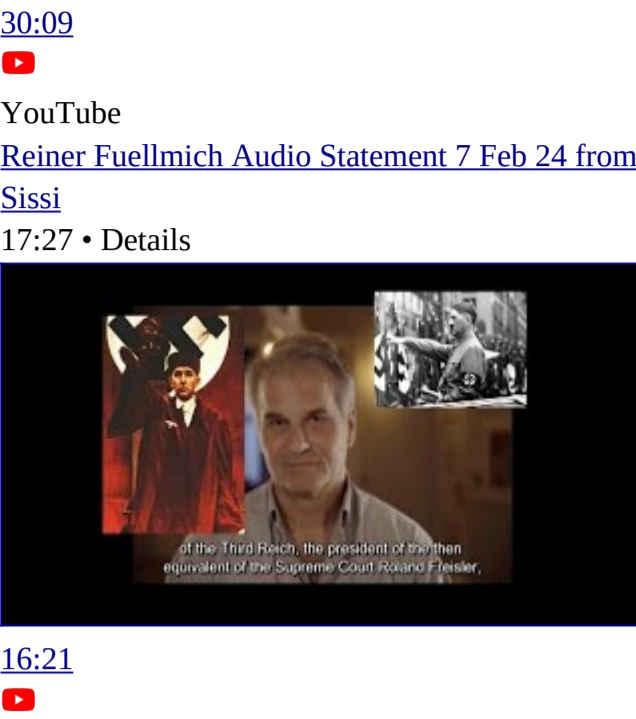 30:09
YouTube
Reiner Fuellmich Audio Statement 7 Feb 24 from
Sissi
17:27 • Details
of the Third Reich, the president of the then
equivalent of the Supreme Court Roland Freisler,
16:21